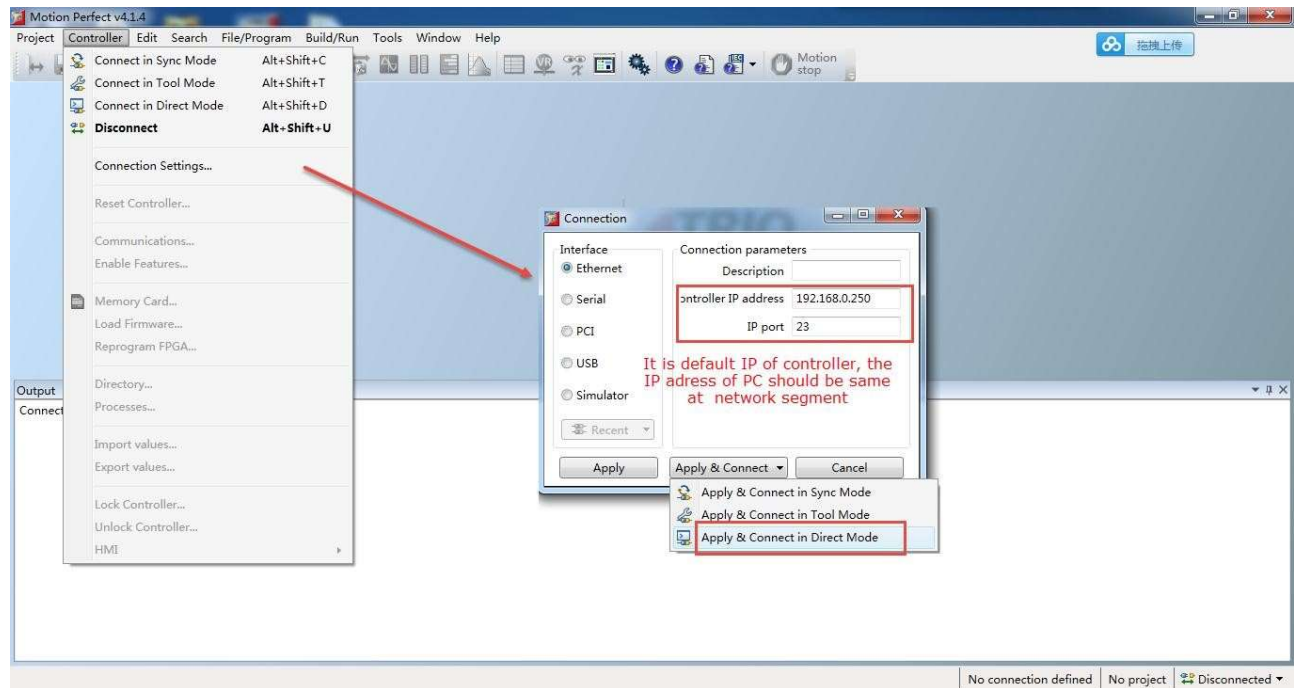 Motion Perfect v4.1.4
Project Controller Edit Search File/Program Build/Run Tools Window Help
拖拽上传
Motion stop
Connect in Sync Mode Alt+Shift+C
Connect in Tool Mode Alt+Shift+T
Connect in Direct Mode Alt+Shift+D
Disconnect Alt+Shift+U
Connection Settings...
Reset Controller...
Communications...
Enable Features...
Memory Card...
Load Firmware...
Reprogram FPGA...
Directory...
Processes...
Import values...
Export values...
Lock Controller...
Unlock Controller...
HMI
TRIO
Connection
Interface
Ethernet
Serial
PCI
USB
Simulator
Recent
Connection parameters
Description
ontroller IP address 192.168.0.250
IP port 23
It is default IP of controller, the
IP adress of PC should be same
at network segment
Apply Apply & Connect Cancel
Apply & Connect in Sync Mode
Apply & Connect in Tool Mode
Apply & Connect in Direct Mode
Output
Connect
No connection defined No project Disconnected